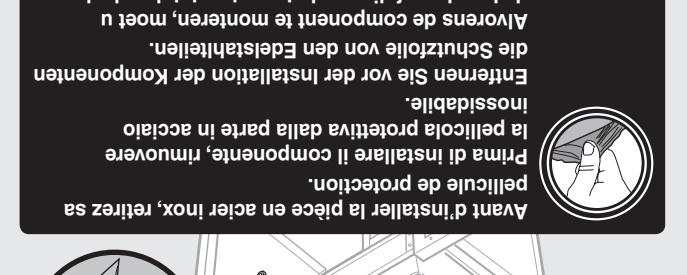 Avant d'installer la pièce en acier inox, retirez sa
pellicule de protection.
Prima di installare il componente, rimuovere
la pellicola protettiva dalla parte in acciaio
inossidabile.
Entfernen Sie vor der Installation der Komponenten
die Schutzfolie von den Edelstahlteilen.
Alvorens de component te monteren, moet u